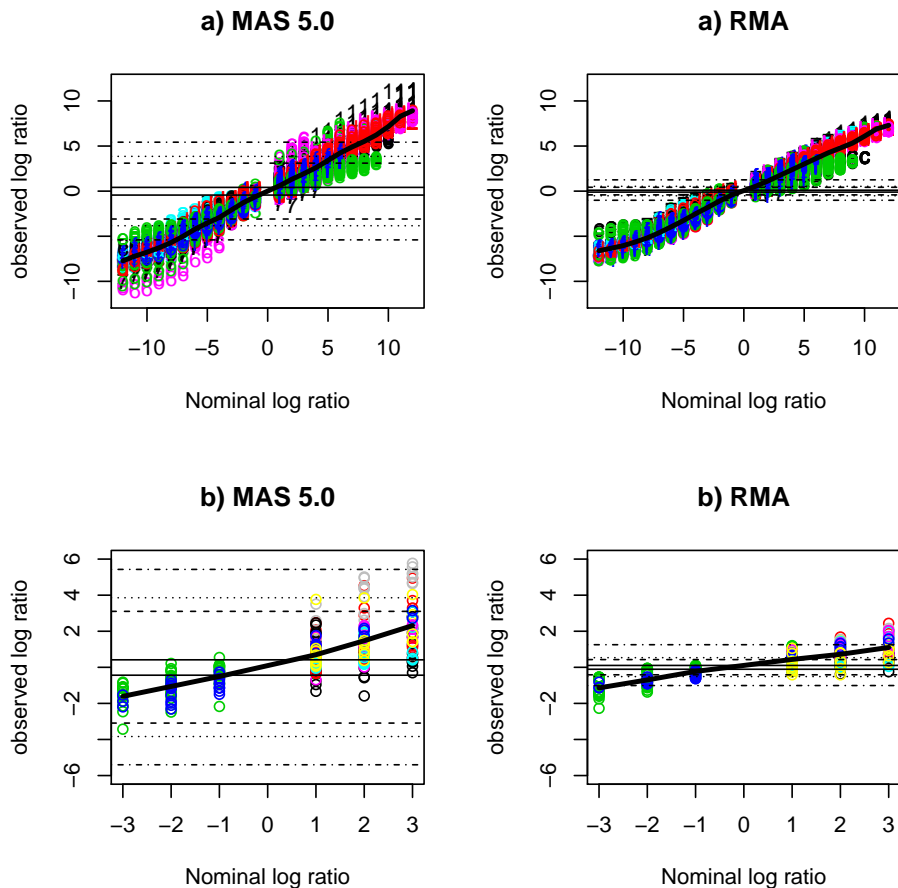 a) MAS 5.0
observed log ratio
10
5
0
−10
−10 −5 0 5 10
Nominal log ratio
a) RMA
observed log ratio
10
5
0
−10
−10 −5 0 5 10
Nominal log ratio
b) MAS 5.0
observed log ratio
6
4
2
−2
−6
−3 −2 −1 0 1 2 3
Nominal log ratio
b) RMA
observed log ratio
6
4
2
−2
−6
−3 −2 −1 0 1 2 3
Nominal log ratio